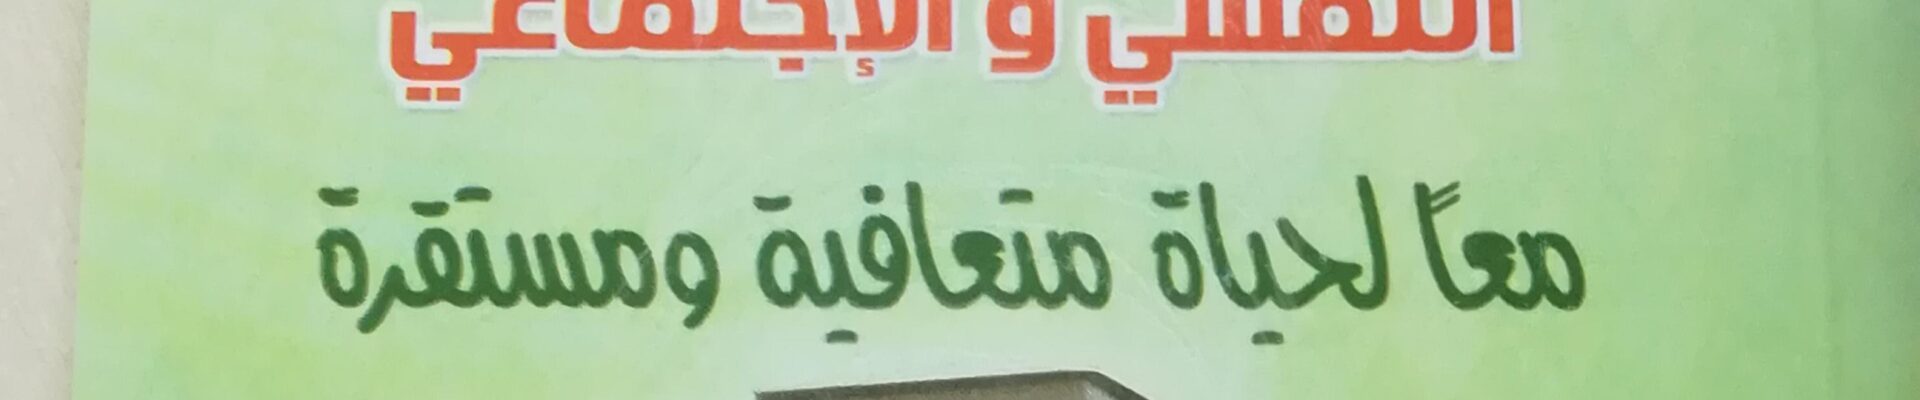 النفسي و الإجتماعي
معاً لحياة متعافية ومستقرة